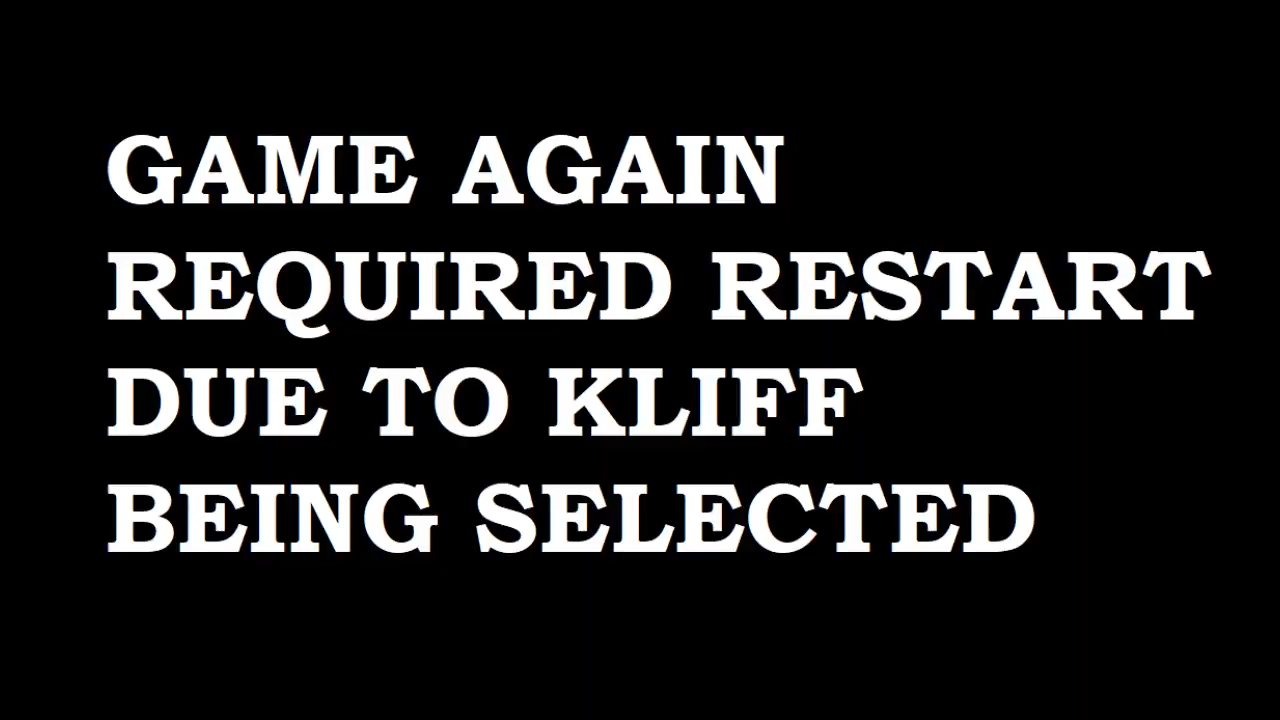 GAME AGAIN
REQUIRED RESTART
DUE TO KLIFF
BEING SELECTED